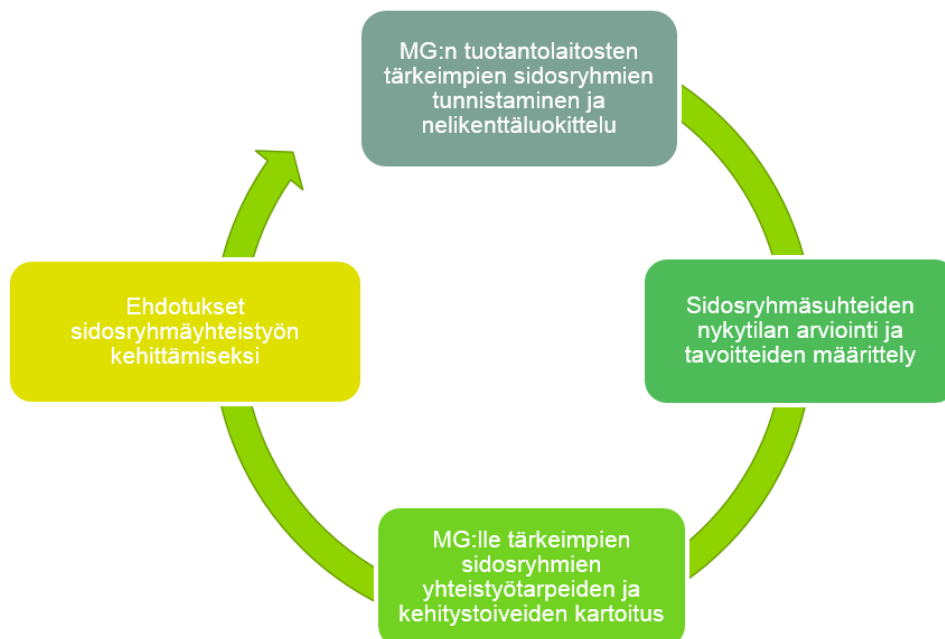 MG:n tuotantolaitosten
tärkeimpien sidosryhmien
tunnistaminen ja
nelikenttäluokittelu
Sidosryhmäsuhteiden
nykytilan arviointi ja
tavoitteiden määrittely
MG:lle tärkeimpien
sidosryhmien
yhteistyötarpeiden ja
kehitystoiveiden kartoitus
Ehdotukset
sidosryhmäyhteistyön
kehittämiseksi